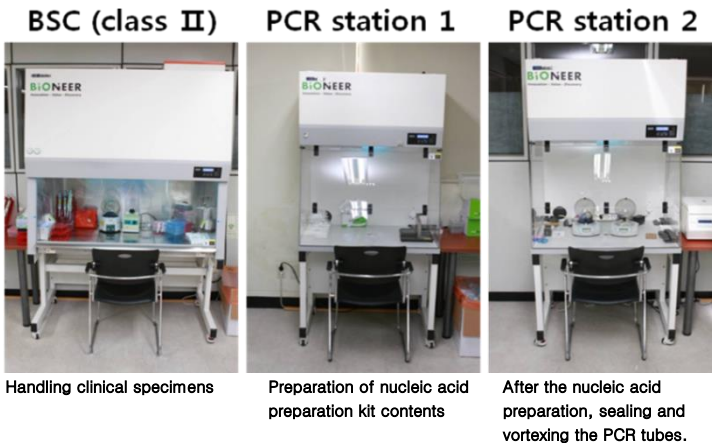 BSC (class Ⅱ)
PCR station 1
PCR station 2
BiONEER
BiONEER
BiONEER
Handling clinical specimens
Preparation of nucleic acid
preparation kit contents
After the nucleic acid
preparation, sealing and
vortexing the PCR tubes.